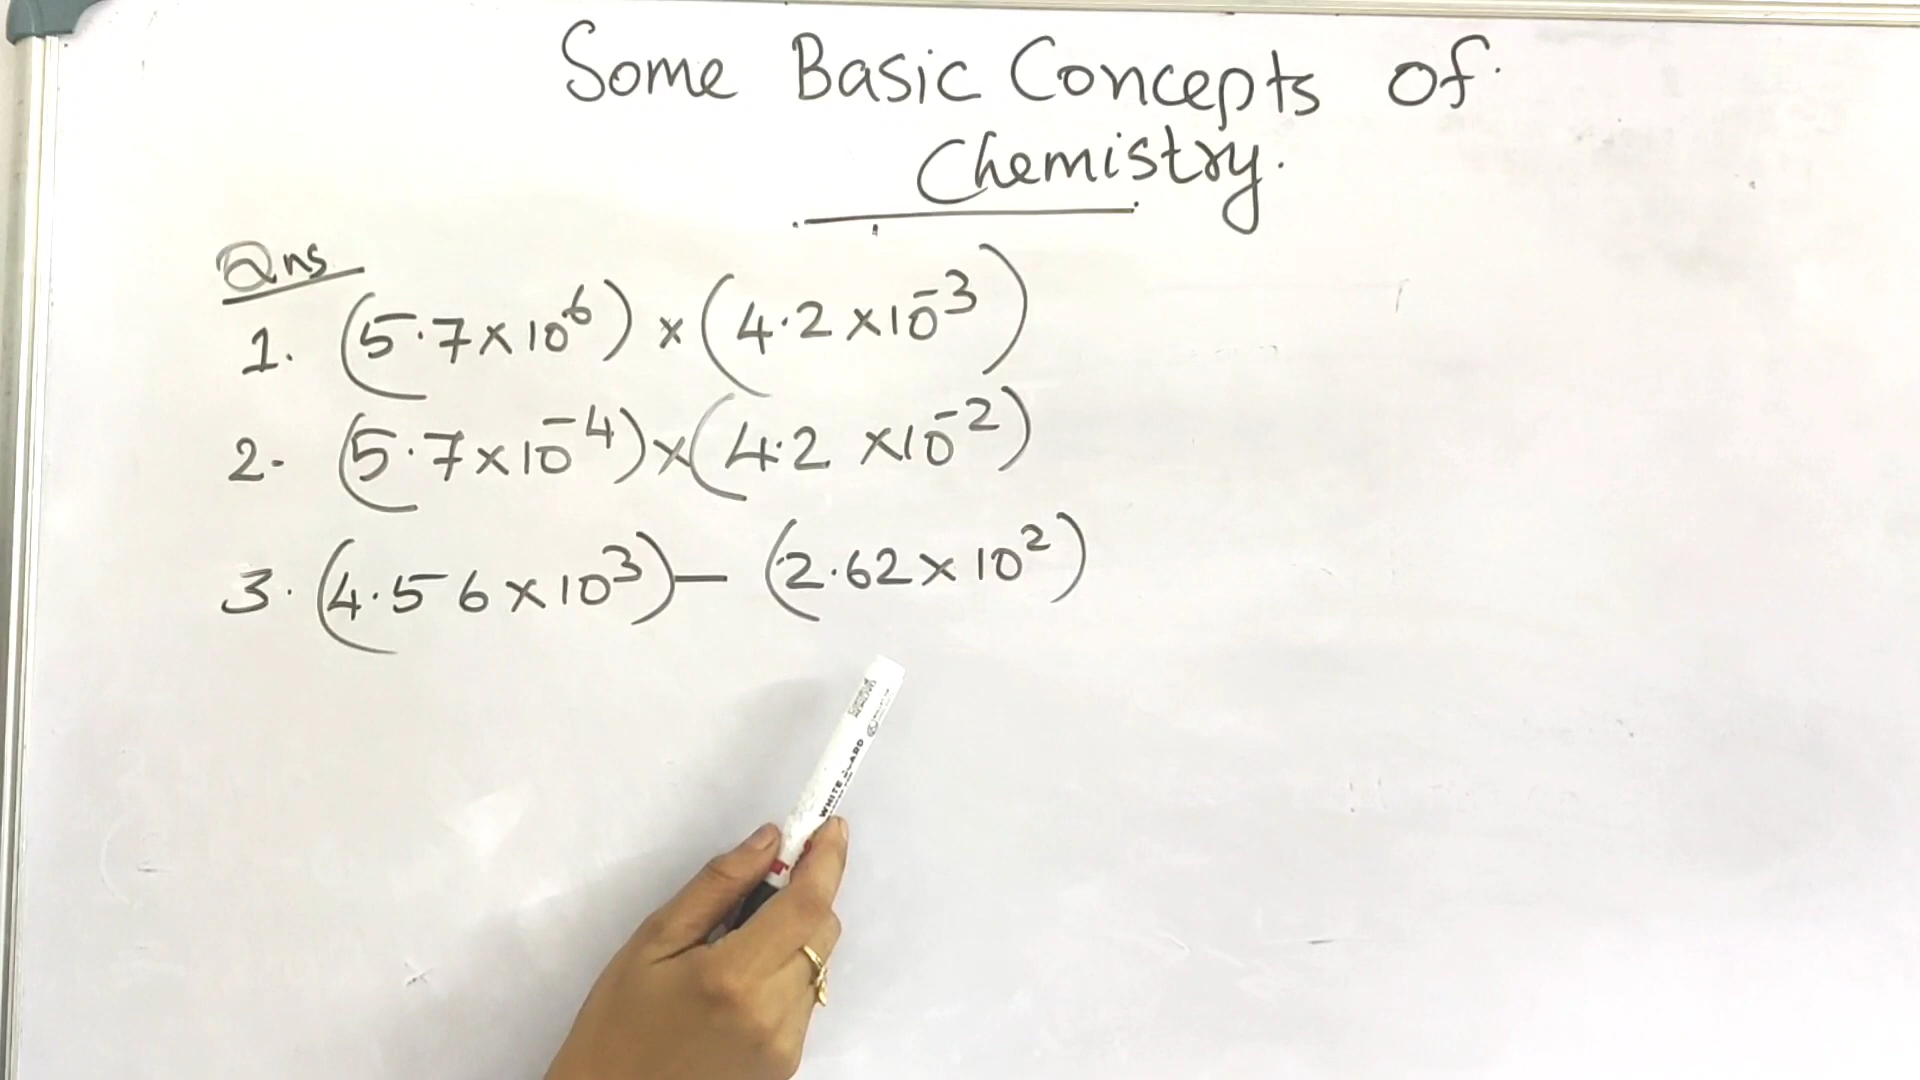 Some Basic Concepts of
Chemistry.
Qns
1. (5.7×10⁶) × (4.2×10⁻³)
2. (5.7×10⁻⁴)×(4.2 ×10⁻²)
3. (4.56×10³) – (2.62×10²)
WHITE